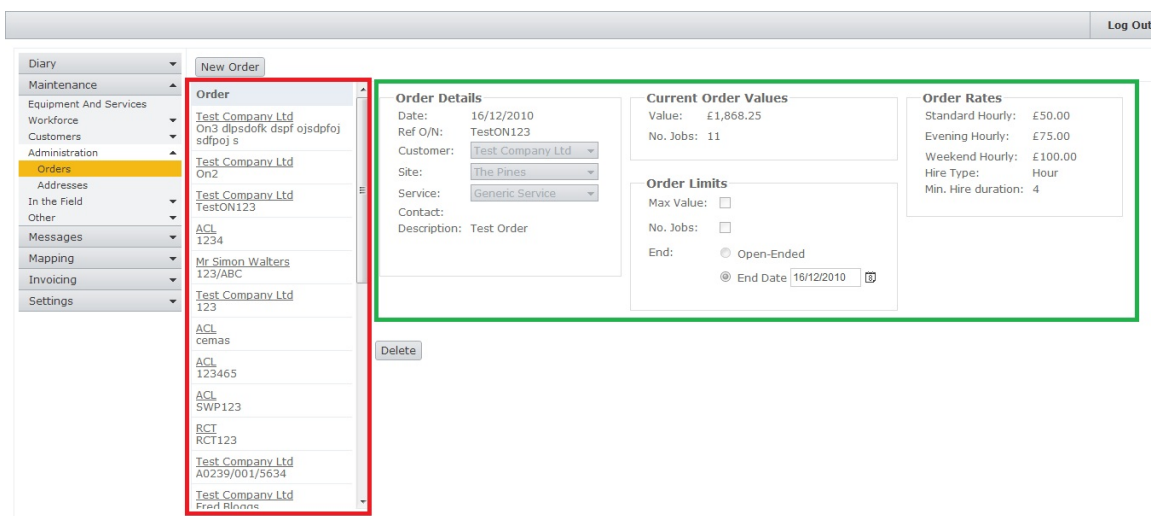 Log Out
Diary
Maintenance
Equipment And Services
Workforce
Customers
Administration
Orders
Addresses
In the Field
Other
Messages
Mapping
Invoicing
Settings
New Order
Order
Test Company Ltd
On3 dlpsdofk dspf ojsdpfoj
sdfpoj s
Test Company Ltd
On2
Test Company Ltd
TestON123
ACL
1234
Mr Simon Walters
123/ABC
Test Company Ltd
123
ACL
cemas
ACL
123465
ACL
SWP123
RCT
RCT123
Test Company Ltd
A0239/001/5634
Test Company Ltd
Fred Bloggs
Order Details
Date: 16/12/2010
Ref O/N: TestON123
Customer: Test Company Ltd
Site: The Pines
Service: Generic Service
Contact:
Description: Test Order
Current Order Values
Value: £1,868.25
No. Jobs: 11
Order Limits
Max Value:
No. Jobs:
End: Open-Ended
End Date 16/12/2010
Order Rates
Standard Hourly: £50.00
Evening Hourly: £75.00
Weekend Hourly: £100.00
Hire Type: Hour
Min. Hire duration: 4
Delete